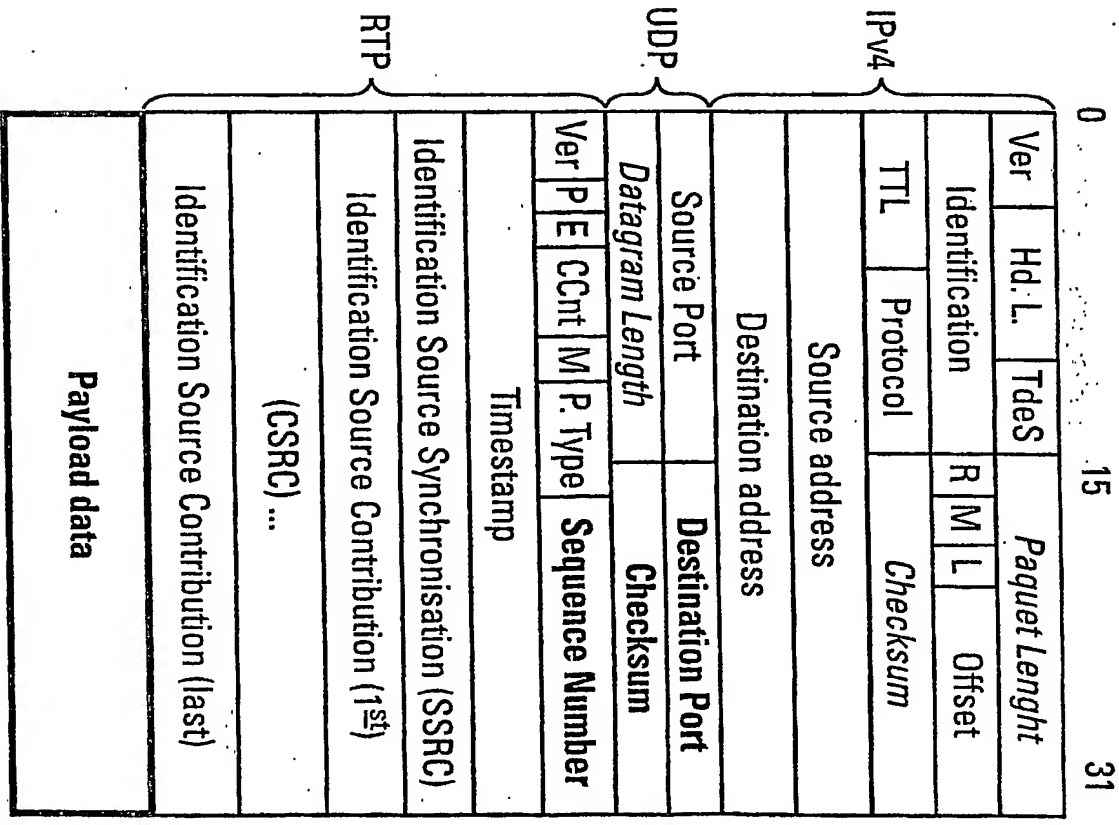 0 15 31
IPv4
Ver Hd. L. TdeS Paquet Lenght
Identification R M L Offset
TTL Protocol Checksum
Source address
Destination address
UDP
Source Port Destination Port
Datagram Length Checksum
RTP
Ver P E CCnt M P. Type Sequence Number
Timestamp
Identification Source Synchronisation (SSRC)
Identification Source Contribution (1st)
(CSRC) ...
Identification Source Contribution (last)
Payload data